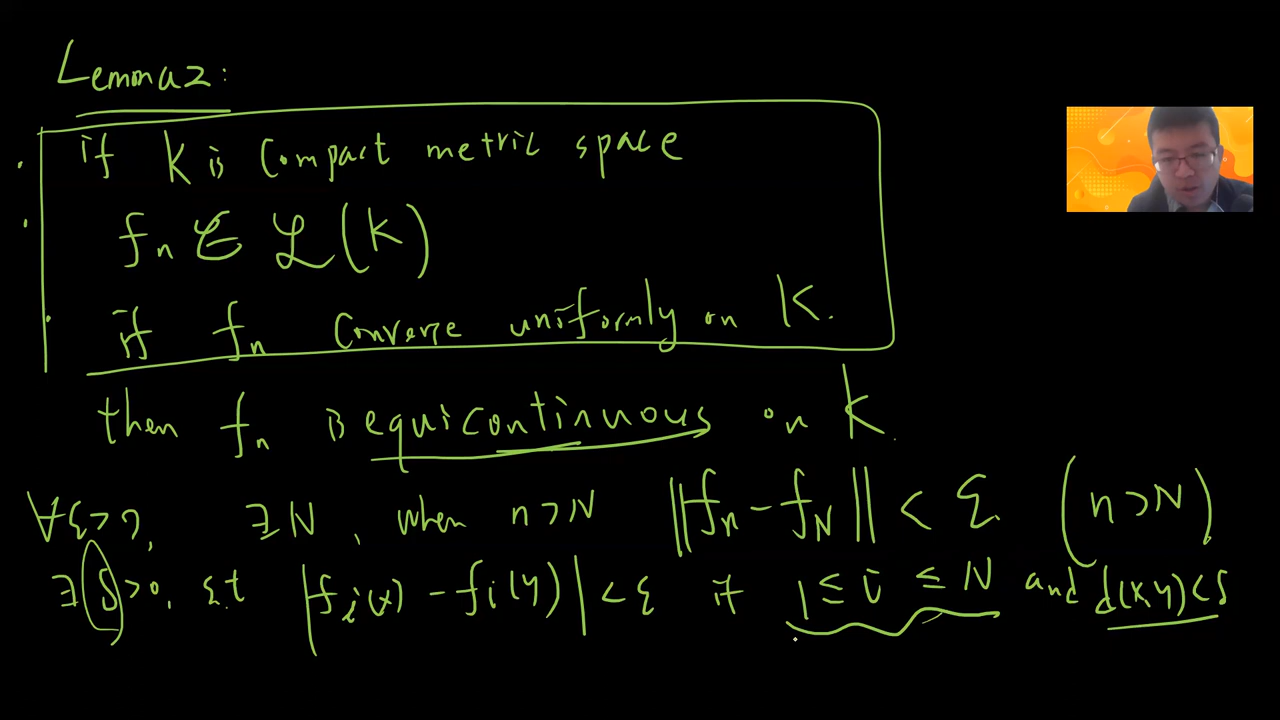 Lemma 2:
if K is compact metric space
fn ∈ ℒ(K)
if fn converse uniformly on K.
then fn is equicontinuous on K.
∀ε>0, ∃N, when n>N ||fn - fN|| < ε. (n>N)
∃δ>0, s.t |fi(x) - fi(y)| < ε if 1 ≤ i ≤ N and d(x,y)<δ